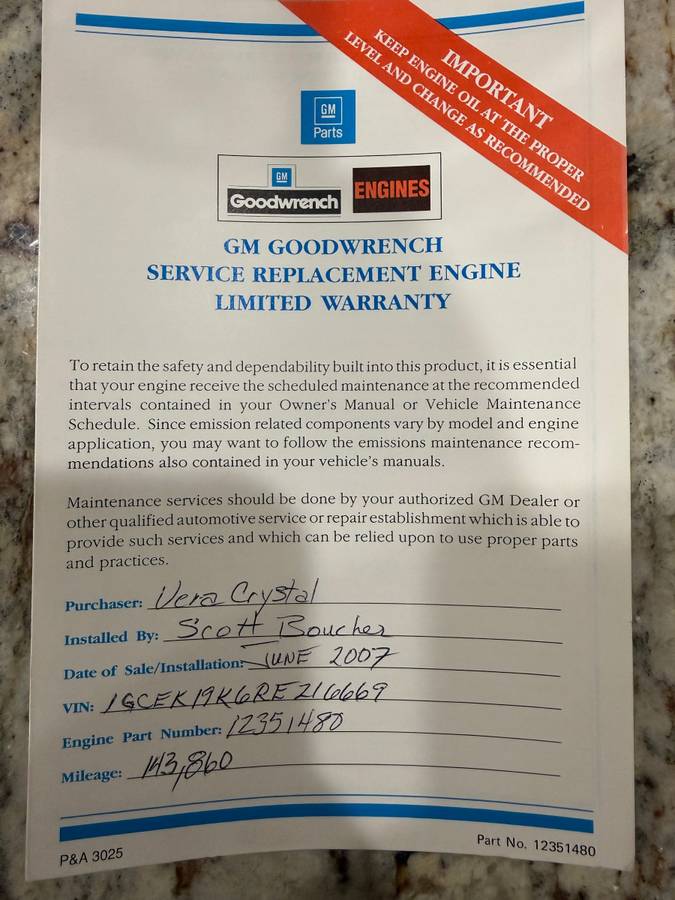 IMPORTANT
KEEP ENGINE OIL AT THE PROPER
LEVEL AND CHANGE AS RECOMMENDED
GM
Parts
GM
Goodwrench
ENGINES
GM GOODWRENCH
SERVICE REPLACEMENT ENGINE
LIMITED WARRANTY
To retain the safety and dependability built into this product, it is essential
that your engine receive the scheduled maintenance at the recommended
intervals contained in your Owner's Manual or Vehicle Maintenance
Schedule. Since emission related components vary by model and engine
application, you may want to follow the emissions maintenance recom-
mendations also contained in your vehicle's manuals.
Maintenance services should be done by your authorized GM Dealer or
other qualified automotive service or repair establishment which is able to
provide such services and which can be relied upon to use proper parts
and practices.
Purchaser: Vera Crystal
Installed By: Scott Boucher
Date of Sale/Installation: JUNE 2007
VIN: 1GCEK19K6RE216669
Engine Part Number: 12351480
Mileage: 143,860
P&A 3025
Part No. 12351480